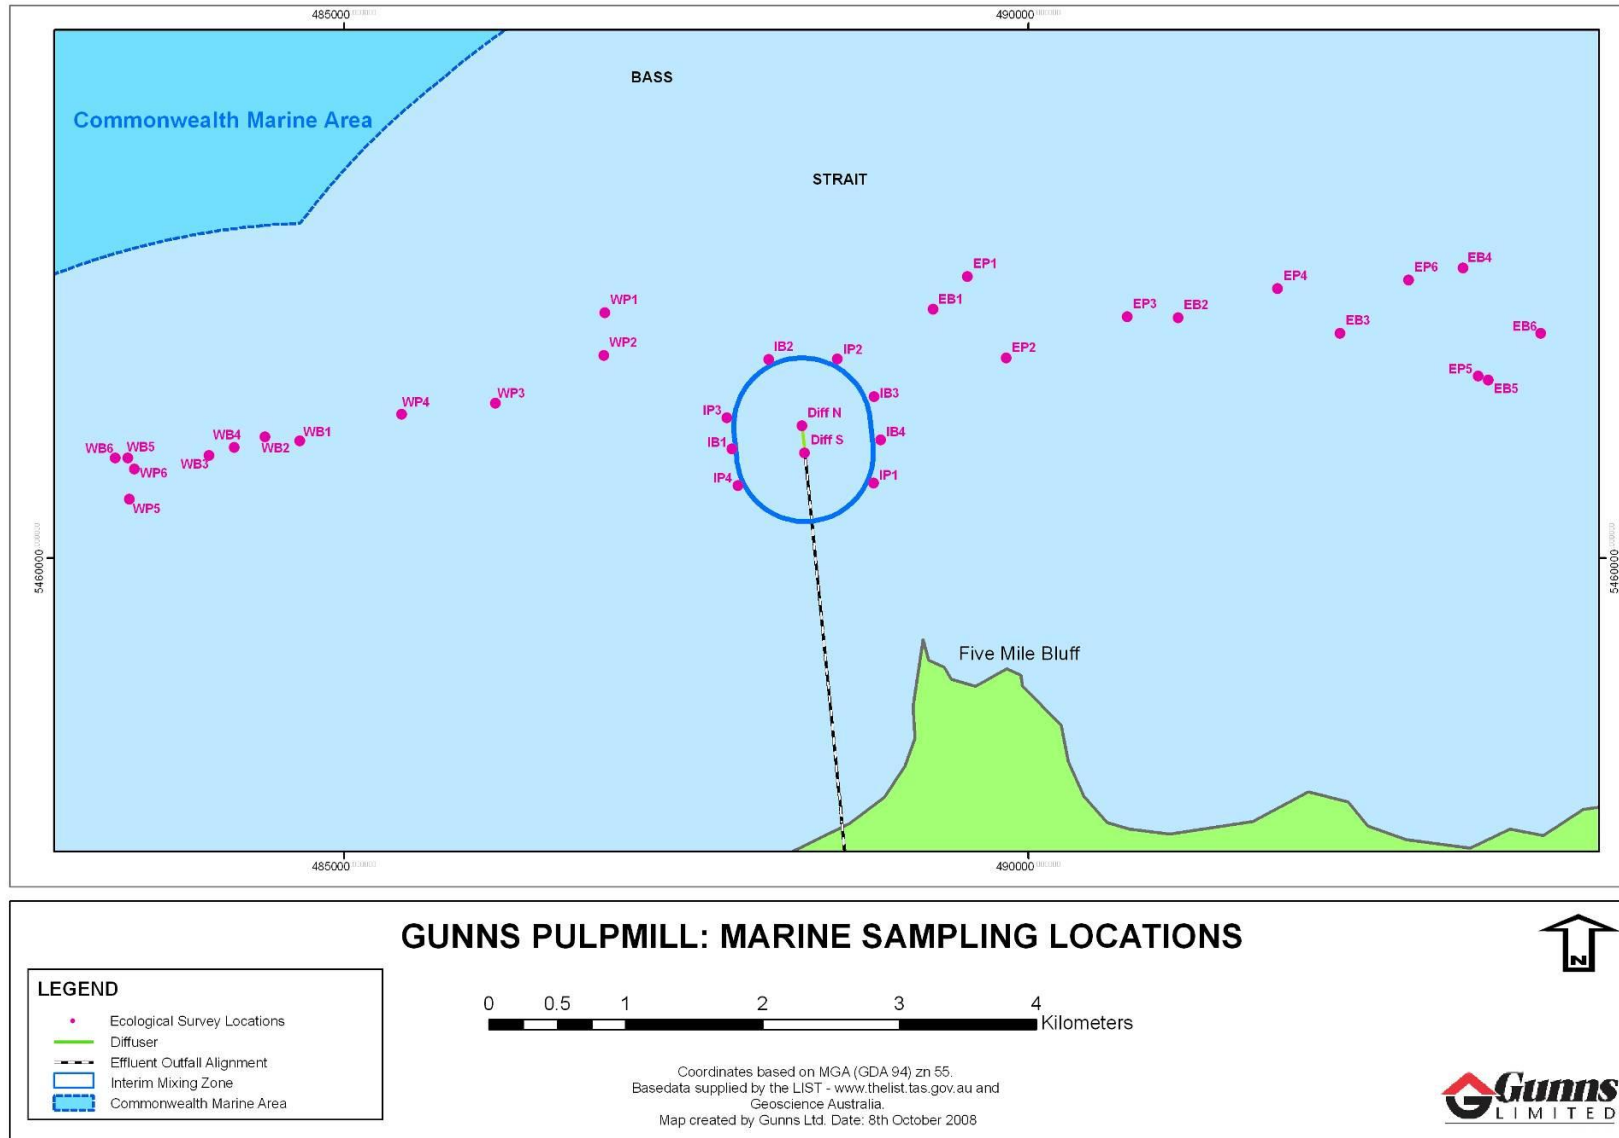 485000
490000
BASS
Commonwealth Marine Area
STRAIT
EP1
EB4
EP6
EP4
WP1
EB1
EP3
EB2
EB3
EB6
WP2
IB2
IP2
EP2
EP5
EB5
WP4
WP3
IP3
IB3
Diff N
WB6
WB5
WB4
WB1
WB2
WB3
WP6
IB1
Diff S
IB4
IP4
IP1
WP5
5460000
5460000
Five Mile Bluff
485000
490000
GUNNS PULPMILL: MARINE SAMPLING LOCATIONS
N
LEGEND
Ecological Survey Locations
Diffuser
Effluent Outfall Alignment
Interim Mixing Zone
Commonwealth Marine Area
0 0.5 1 2 3 4
Kilometers
Coordinates based on MGA (GDA 94) zn 55.
Basedata supplied by the LIST - www.thelist.tas.gov.au and
Geoscience Australia.
Map created by Gunns Ltd. Date: 8th October 2008
Gunns
LIMITED